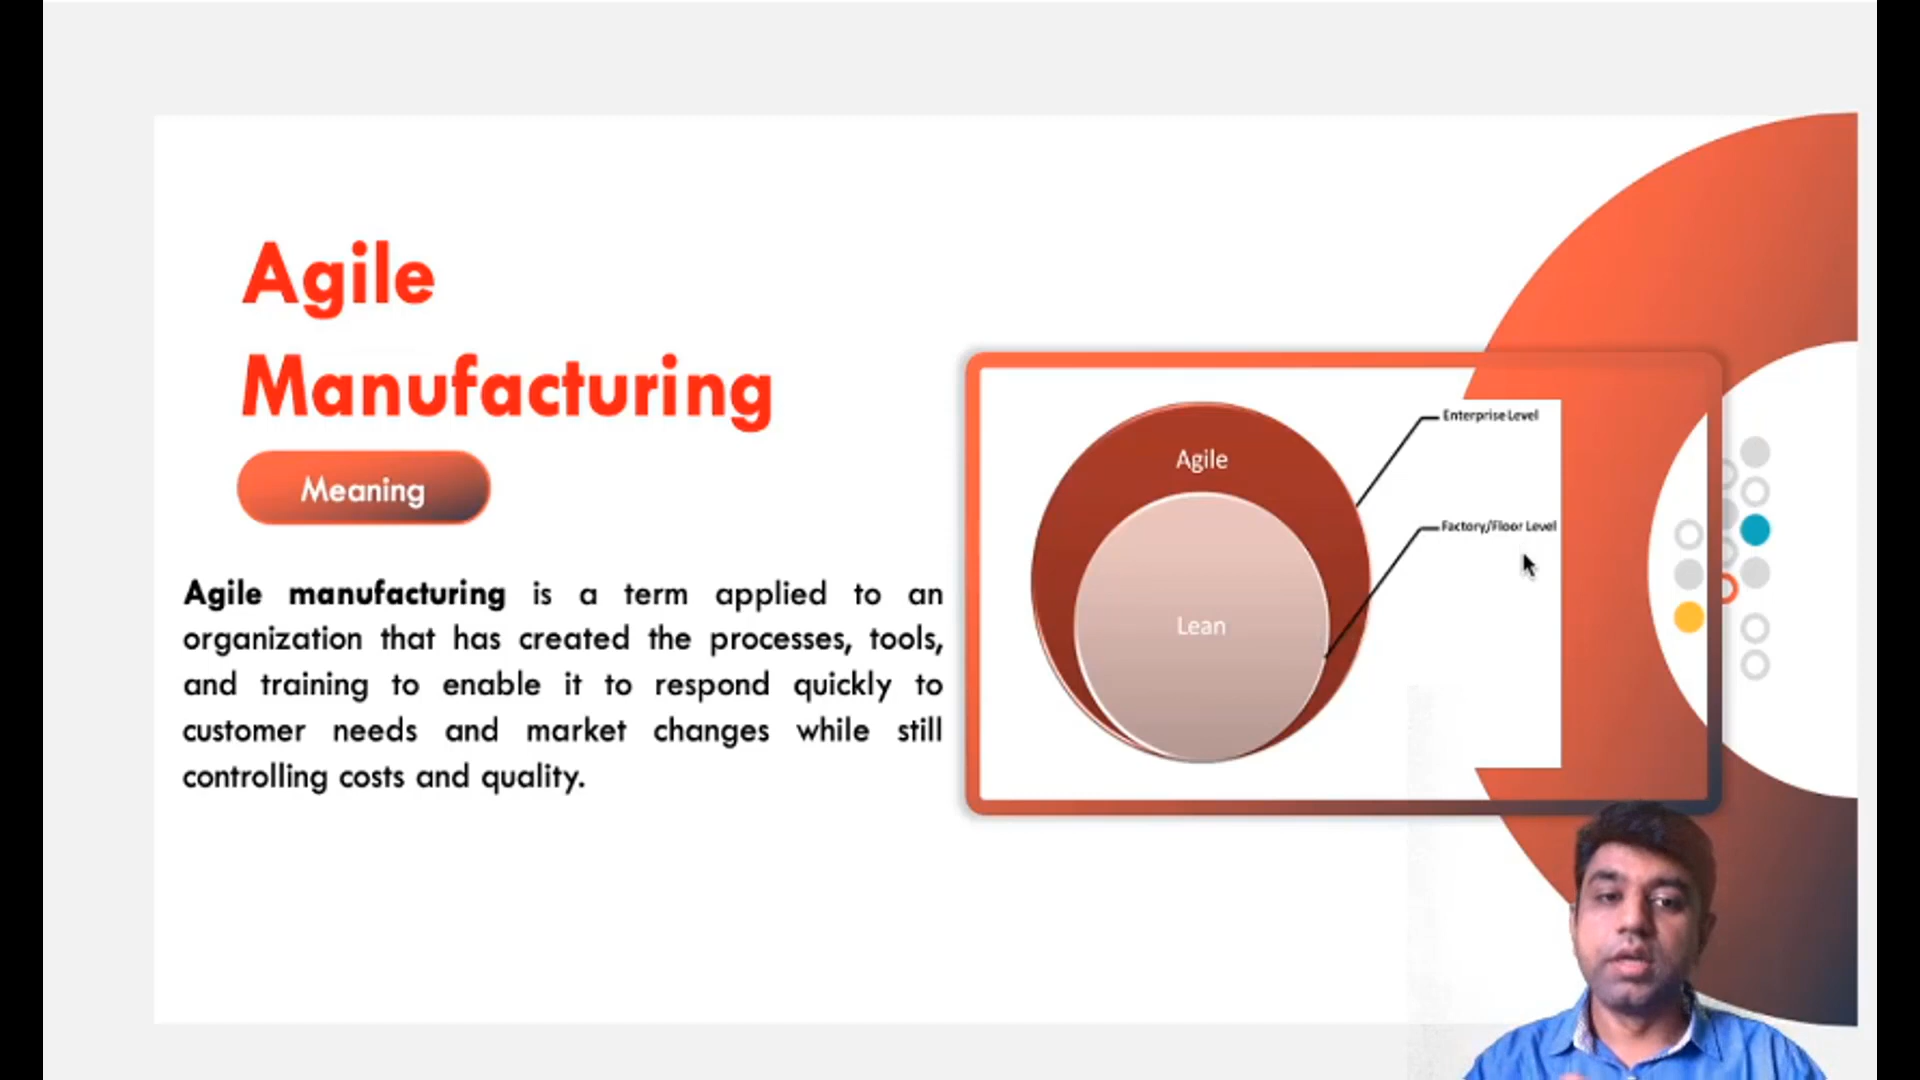 Agile
Manufacturing
Meaning
Agile manufacturing is a term applied to an
organization that has created the processes, tools,
and training to enable it to respond quickly to
customer needs and market changes while still
controlling costs and quality.
Agile
Lean
Enterprise Level
Factory/Floor Level